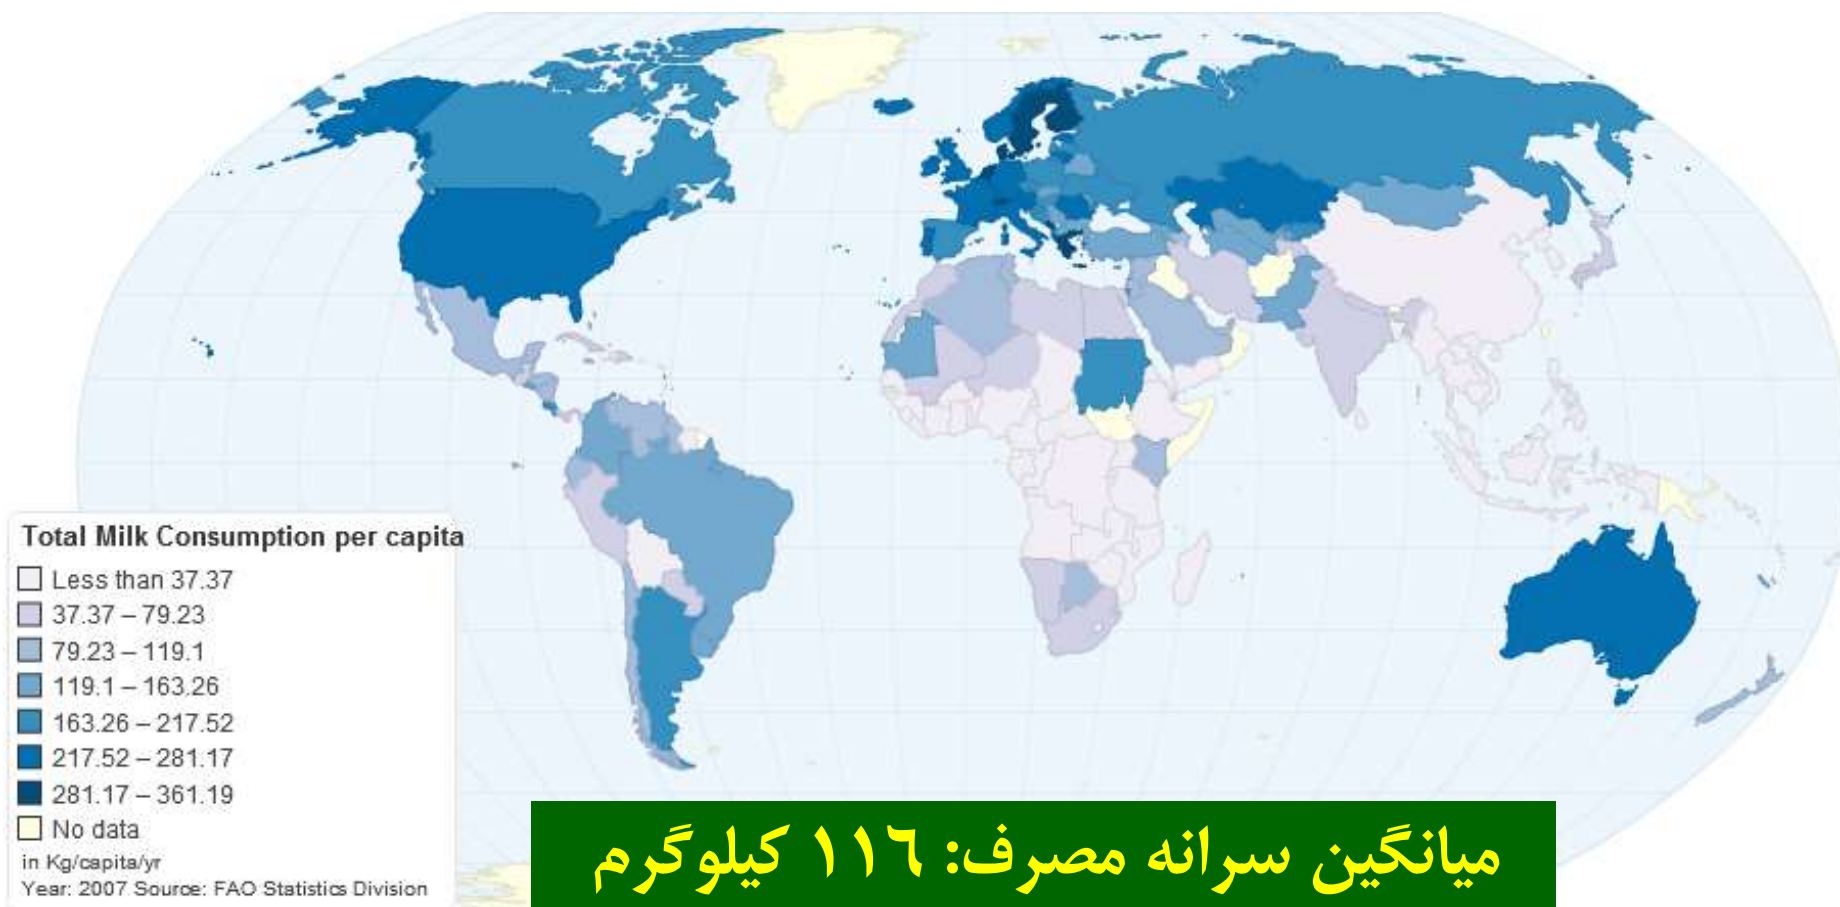 Total Milk Consumption per capita
Less than 37.37
37.37 – 79.23
79.23 – 119.1
119.1 – 163.26
163.26 – 217.52
217.52 – 281.17
281.17 – 361.19
No data
in Kg/capita/yr
Year: 2007 Source: FAO Statistics Division
میانگین سرانه مصرف: ١١٦ کیلوگرم